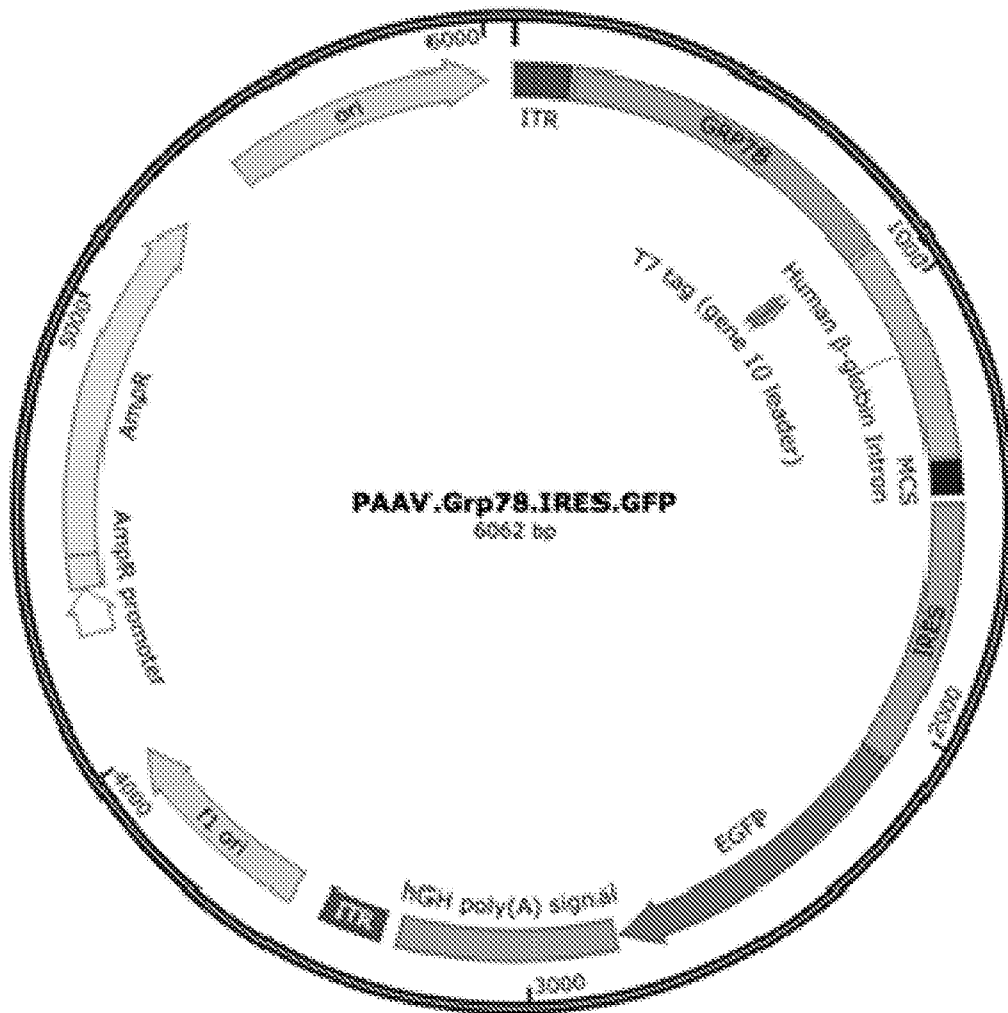 6000
ori
ITR
GRP78
1000
5000
T7 tag (gene 10 leader)
Human β-globin Intron
AmpR
MCS
PAAV.Grp78.IRES.GFP
6062 bp
AmpR promoter
IRES
2000
4000
f1 ori
EGFP
hGH poly(A) signal
ITR
3000